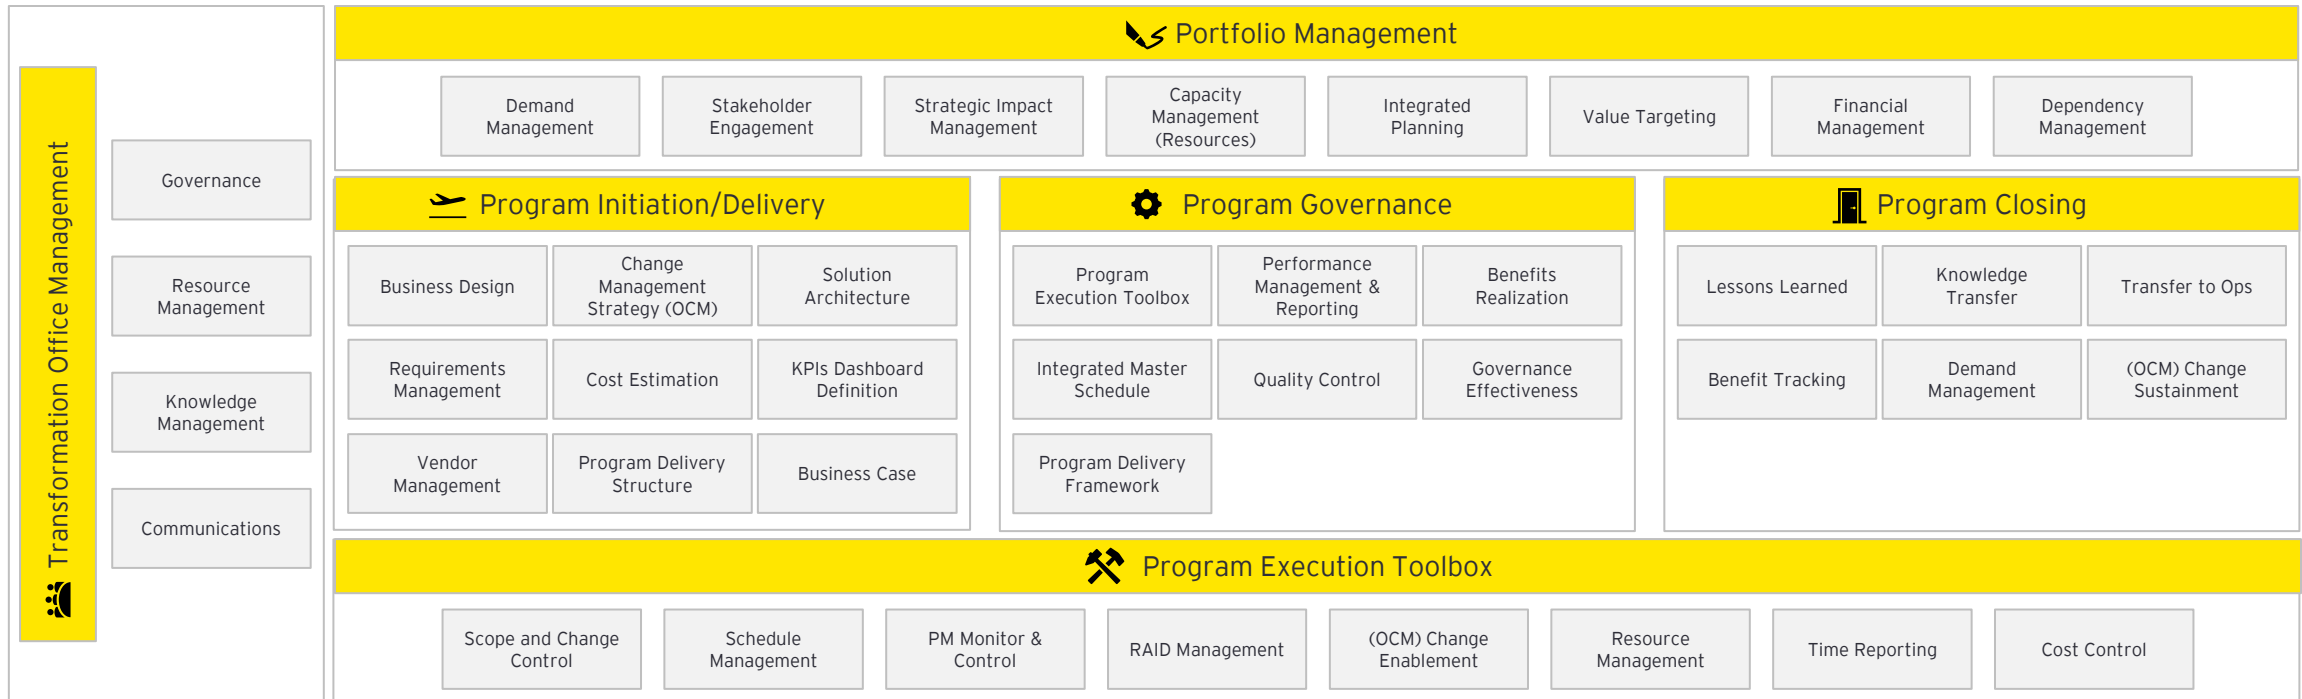 Transformation Office Management
Governance
Resource
Management
Knowledge
Management
Communications
Portfolio Management
Demand
Management
Stakeholder
Engagement
Strategic Impact
Management
Capacity
Management
(Resources)
Integrated
Planning
Value Targeting
Financial
Management
Dependency
Management
Program Initiation/Delivery
Business Design
Change
Management
Strategy (OCM)
Solution
Architecture
Requirements
Management
Cost Estimation
KPIs Dashboard
Definition
Vendor
Management
Program Delivery
Structure
Business Case
Program Governance
Program
Execution Toolbox
Performance
Management &
Reporting
Benefits
Realization
Integrated Master
Schedule
Quality Control
Governance
Effectiveness
Program Delivery
Framework
Program Closing
Lessons Learned
Knowledge
Transfer
Transfer to Ops
Benefit Tracking
Demand
Management
(OCM) Change
Sustainment
Program Execution Toolbox
Scope and Change
Control
Schedule
Management
PM Monitor &
Control
RAID Management
(OCM) Change
Enablement
Resource
Management
Time Reporting
Cost Control